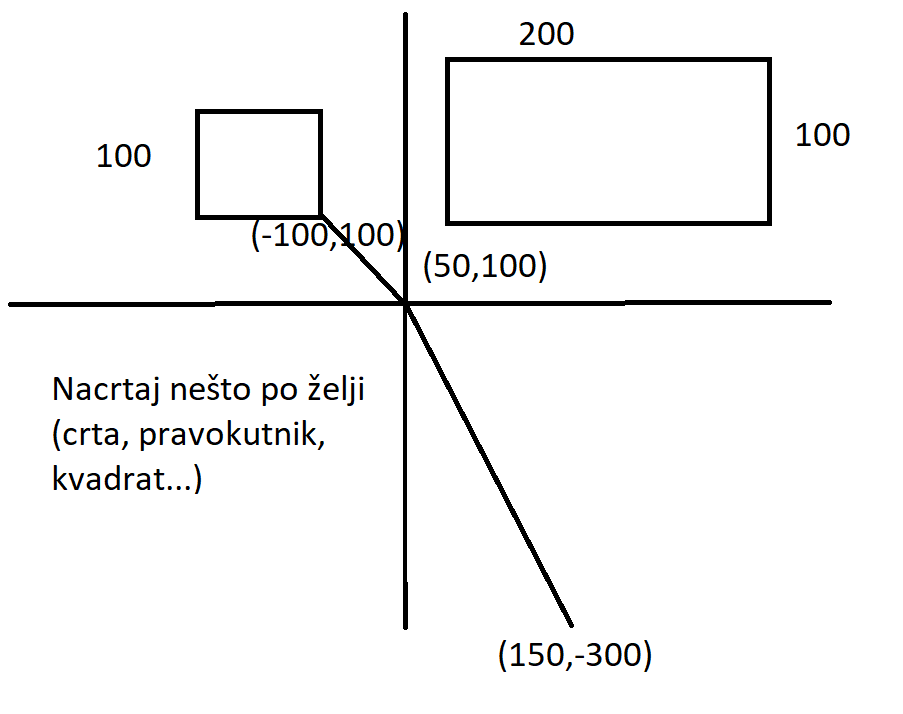 200
100
100
(-100,100)
(50,100)
Nacrtaj nešto po želji
(crta, pravokutnik,
kvadrat...)
(150,-300)